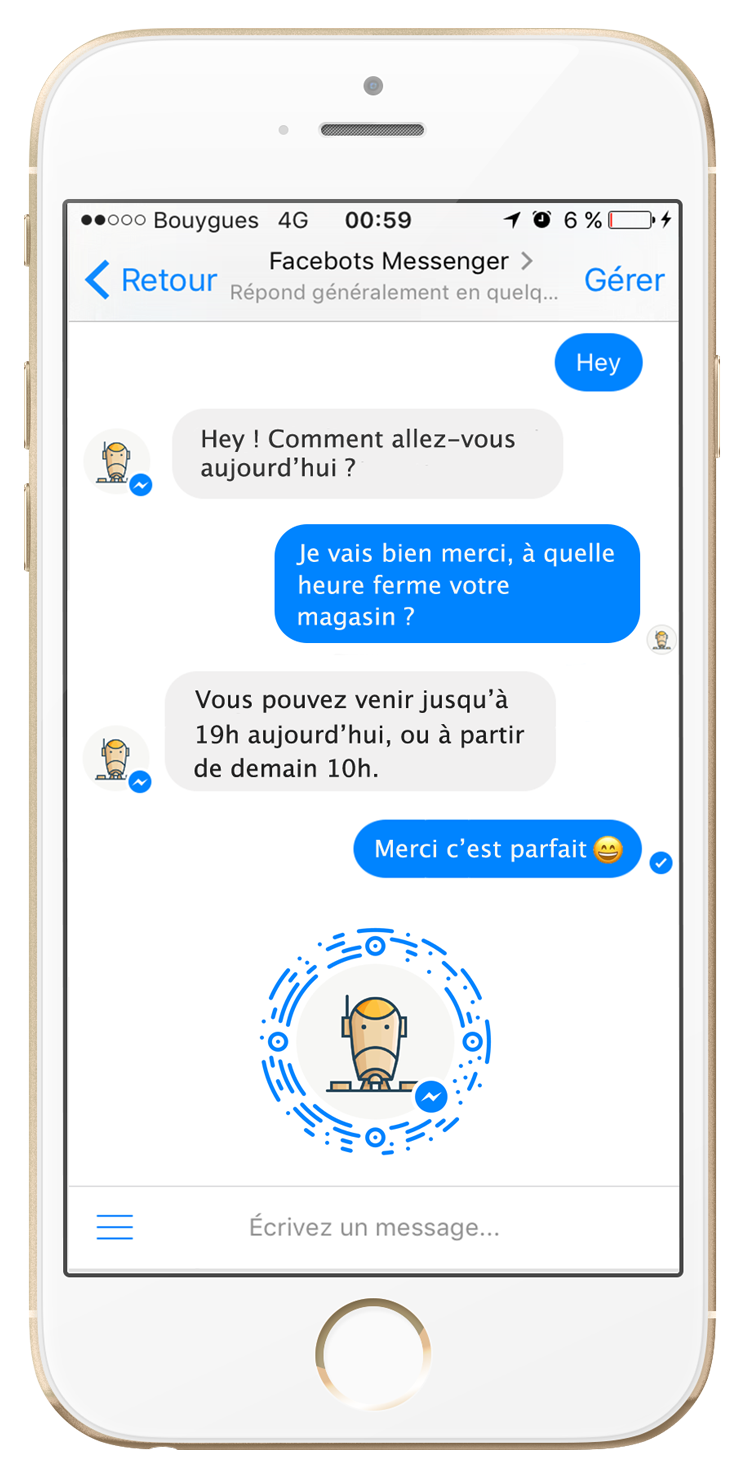 Bouygues 4G 00:59 6 %
Facebots Messenger
Retour
Répond généralement en quelq...
Gérer
Hey
Hey ! Comment allez-vous
aujourd’hui ?
Je vais bien merci, à quelle
heure ferme votre
magasin ?
Vous pouvez venir jusqu’à
19h aujourd’hui, ou à partir
de demain 10h.
Merci c’est parfait 😄
Écrivez un message...